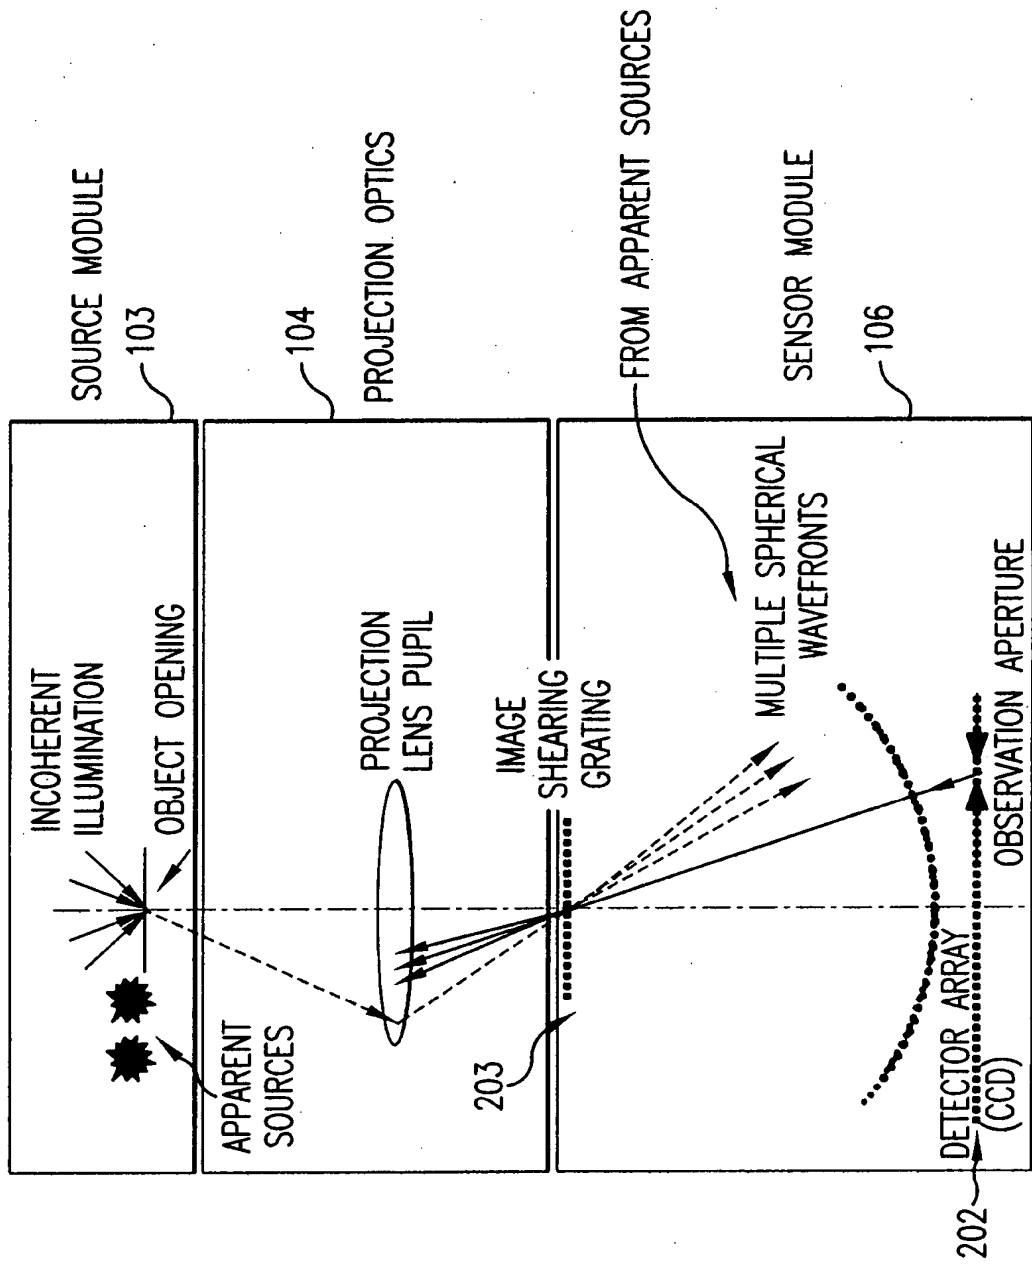 SOURCE MODULE
103
INCOHERENT
ILLUMINATION
OBJECT OPENING
APPARENT
SOURCES
104
PROJECTION OPTICS
PROJECTION
LENS PUPIL
IMAGE
SHEARING
GRATING
203
FROM APPARENT SOURCES
MULTIPLE SPHERICAL
WAVEFRONTS
SENSOR MODULE
106
DETECTOR ARRAY
(CCD)
OBSERVATION APERTURE
202